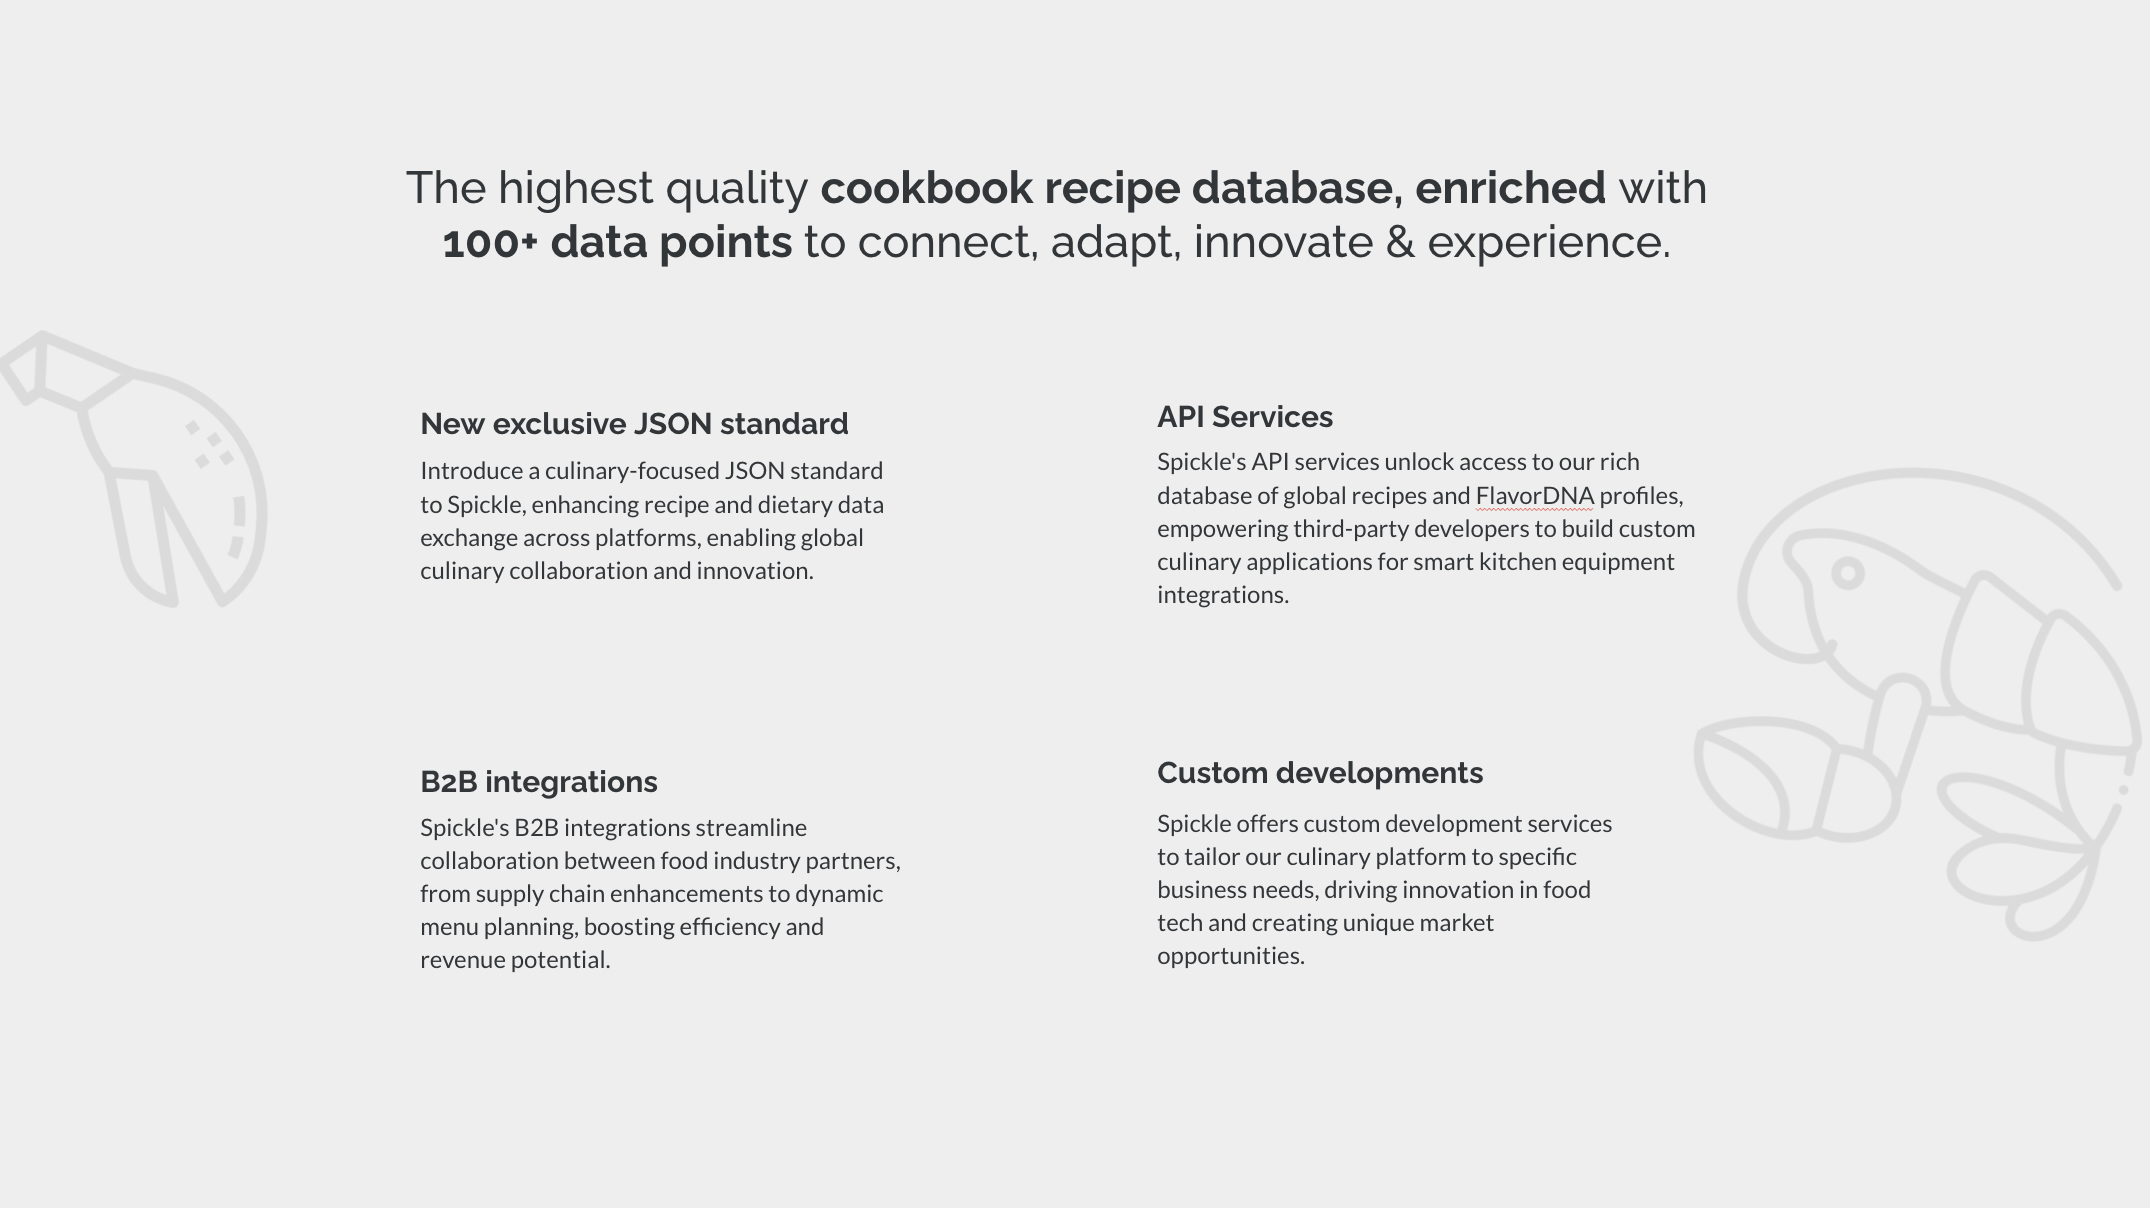 The highest quality cookbook recipe database, enriched with
100+ data points to connect, adapt, innovate & experience.
New exclusive JSON standard
Introduce a culinary-focused JSON standard
to Spickle, enhancing recipe and dietary data
exchange across platforms, enabling global
culinary collaboration and innovation.
API Services
Spickle's API services unlock access to our rich
database of global recipes and FlavorDNA profiles,
empowering third-party developers to build custom
culinary applications for smart kitchen equipment
integrations.
B2B integrations
Spickle's B2B integrations streamline
collaboration between food industry partners,
from supply chain enhancements to dynamic
menu planning, boosting efficiency and
revenue potential.
Custom developments
Spickle offers custom development services
to tailor our culinary platform to specific
business needs, driving innovation in food
tech and creating unique market
opportunities.